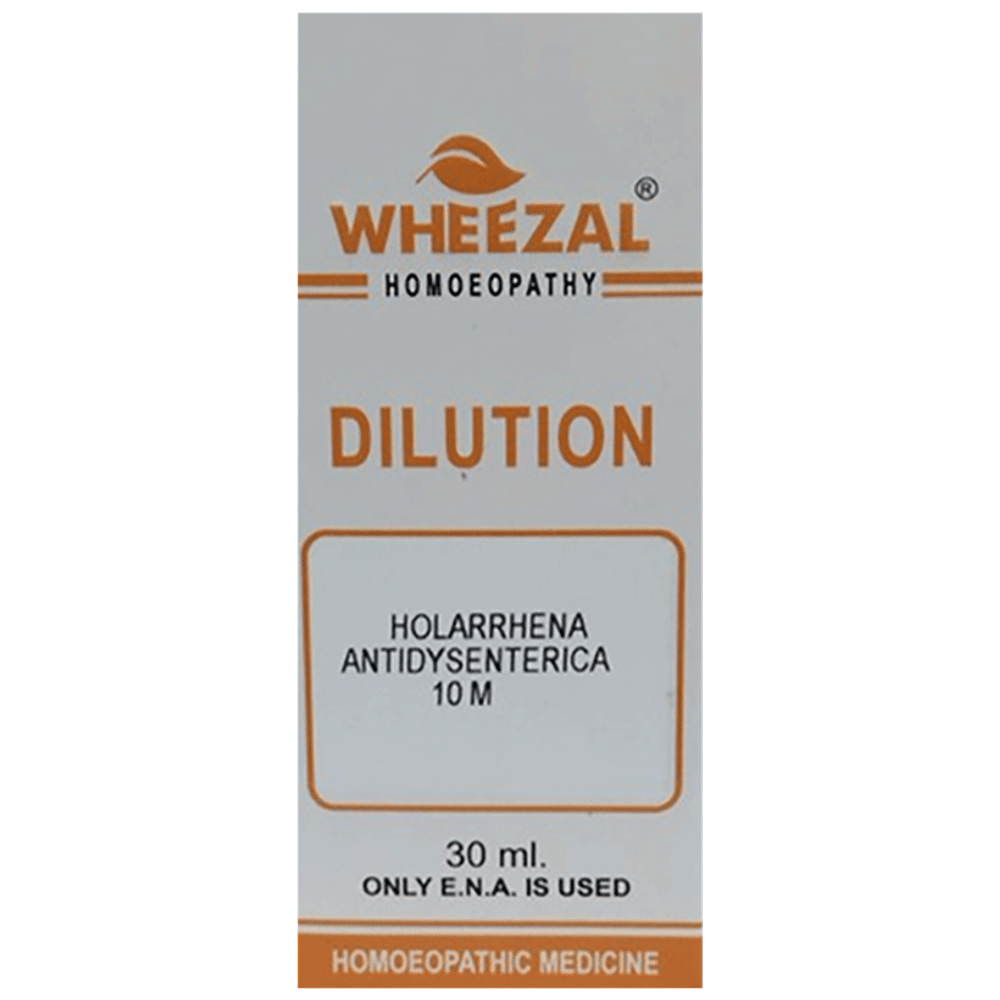 WHEEZAL®
HOMOEOPATHY
DILUTION
HOLARRHENA
ANTIDYSENTERICA
10 M
30 ml.
ONLY E.N.A. IS USED
HOMOEOPATHIC MEDICINE